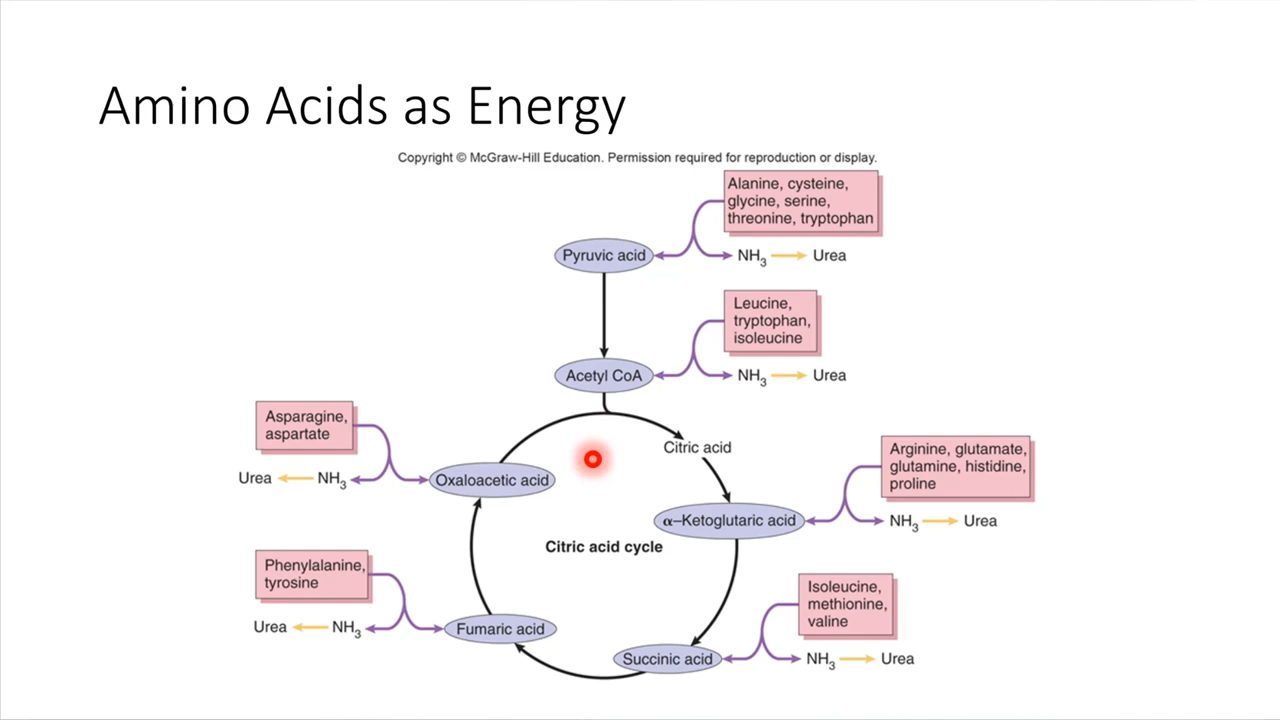 Amino Acids as Energy
Copyright © McGraw-Hill Education. Permission required for reproduction or display.
Alanine, cysteine,
glycine, serine,
threonine, tryptophan
Pyruvic acid
NH3
Urea
Leucine,
tryptophan,
isoleucine
Acetyl CoA
NH3
Urea
Asparagine,
aspartate
Citric acid
Arginine, glutamate,
glutamine, histidine,
proline
Urea
NH3
Oxaloacetic acid
α–Ketoglutaric acid
NH3
Urea
Citric acid cycle
Phenylalanine,
tyrosine
Isoleucine,
methionine,
valine
Urea
NH3
Fumaric acid
Succinic acid
NH3
Urea